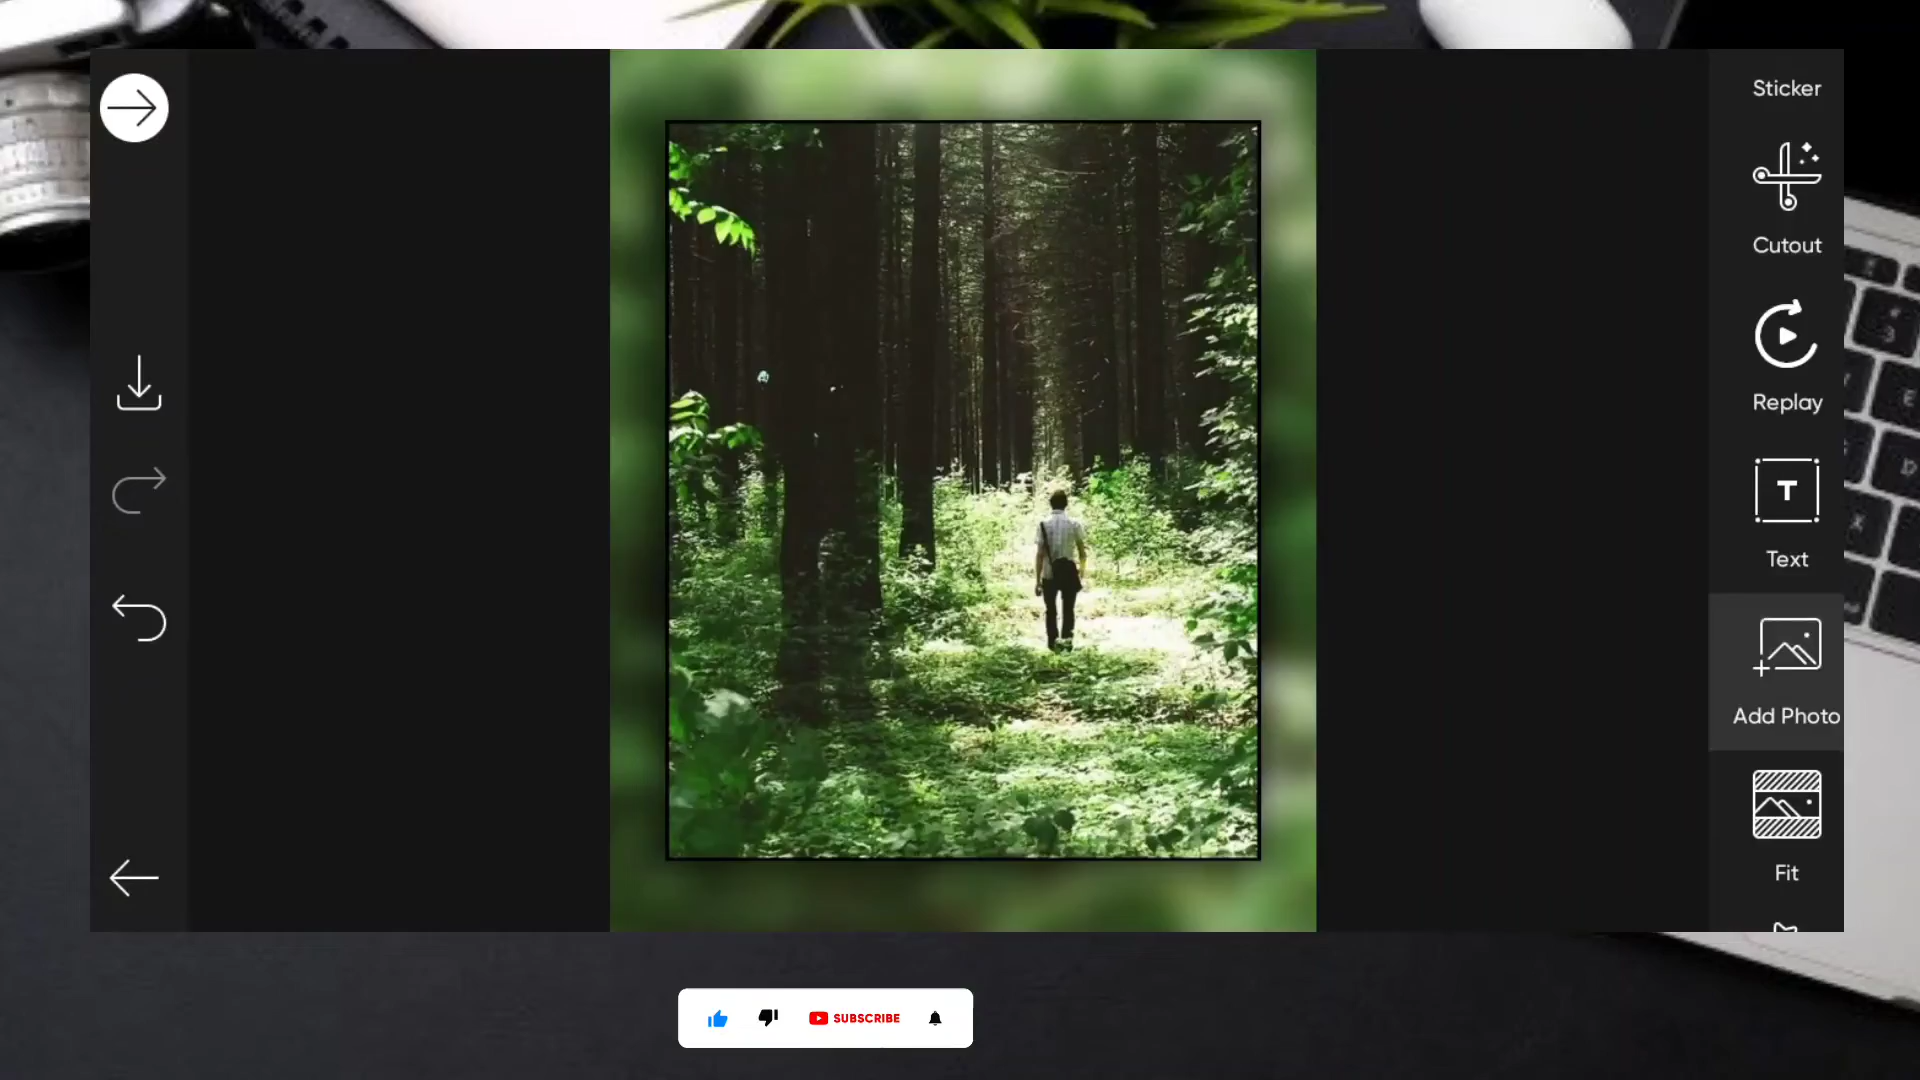 Sticker
Cutout
Replay
T
Text
Add Photo
Fit
SUBSCRIBE